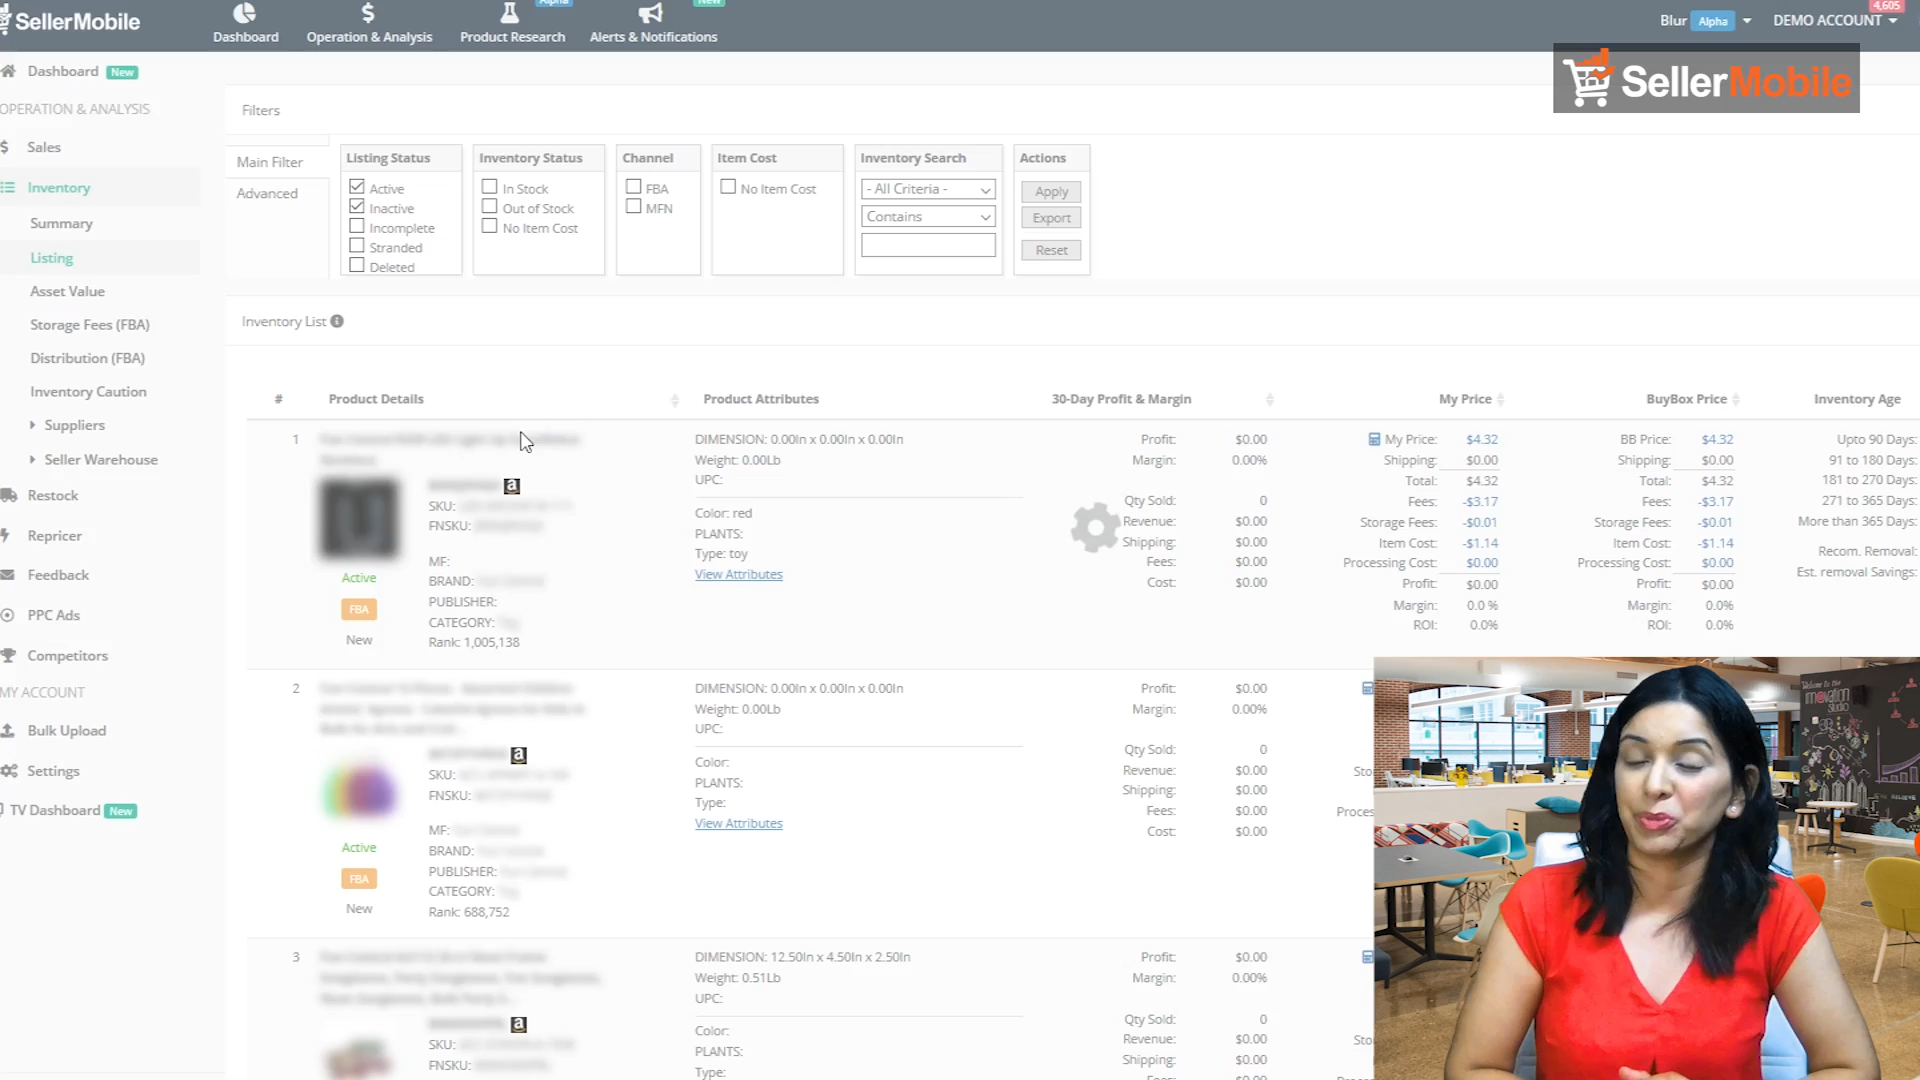 SellerMobile
Dashboard
Operation & Analysis
Product Research
Alpha
Alerts & Notifications
New
Blur Alpha
DEMO ACCOUNT
4,605
SellerMobile
Dashboard New
OPERATION & ANALYSIS
Sales
Inventory
Summary
Listing
Asset Value
Storage Fees (FBA)
Distribution (FBA)
Inventory Caution
Suppliers
Seller Warehouse
Restock
Repricer
Feedback
PPC Ads
Competitors
MY ACCOUNT
Bulk Upload
Settings
TV Dashboard New
Filters
Main Filter
Advanced
Listing Status
Active
Inactive
Incomplete
Stranded
Deleted
Inventory Status
In Stock
Out of Stock
No Item Cost
Channel
FBA
MFN
Item Cost
No Item Cost
Inventory Search
- All Criteria -
Contains
Actions
Apply
Export
Reset
Inventory List
# Product Details Product Attributes 30-Day Profit & Margin My Price BuyBox Price Inventory Age
1
SKU:
FNSKU:
MF:
BRAND:
PUBLISHER:
CATEGORY:
Rank: 1,005,138
Active
FBA
New
DIMENSION: 0.00In x 0.00In x 0.00In
Weight: 0.00Lb
UPC:
Color: red
PLANTS:
Type: toy
View Attributes
Profit: $0.00
Margin: 0.00%
Qty Sold: 0
Revenue: $0.00
Shipping: $0.00
Fees: $0.00
Cost: $0.00
My Price: $4.32
Shipping: $0.00
Total: $4.32
Fees: -$3.17
Storage Fees: -$0.01
Item Cost: -$1.14
Processing Cost: $0.00
Profit: $0.00
Margin: 0.0 %
ROI: 0.0%
BB Price: $4.32
Shipping: $0.00
Total: $4.32
Fees: -$3.17
Storage Fees: -$0.01
Item Cost: -$1.14
Processing Cost: $0.00
Profit: $0.00
Margin: 0.0%
ROI: 0.0%
Upto 90 Days:
91 to 180 Days:
181 to 270 Days:
271 to 365 Days:
More than 365 Days:
Recom. Removal:
Est. removal Savings:
2
SKU:
FNSKU:
MF:
BRAND:
PUBLISHER:
CATEGORY:
Rank: 688,752
Active
FBA
New
DIMENSION: 0.00In x 0.00In x 0.00In
Weight: 0.00Lb
UPC:
Color:
PLANTS:
Type:
View Attributes
Profit: $0.00
Margin: 0.00%
Qty Sold: 0
Revenue: $0.00
Shipping: $0.00
Fees: $0.00
Cost: $0.00
Sto
Proces
3
SKU:
FNSKU:
DIMENSION: 12.50In x 4.50In x 2.50In
Weight: 0.51Lb
UPC:
Color:
PLANTS:
Type:
Profit: $0.00
Margin: 0.00%
Qty Sold: 0
Revenue: $0.00
Shipping: $0.00
Sto
innovation
studio